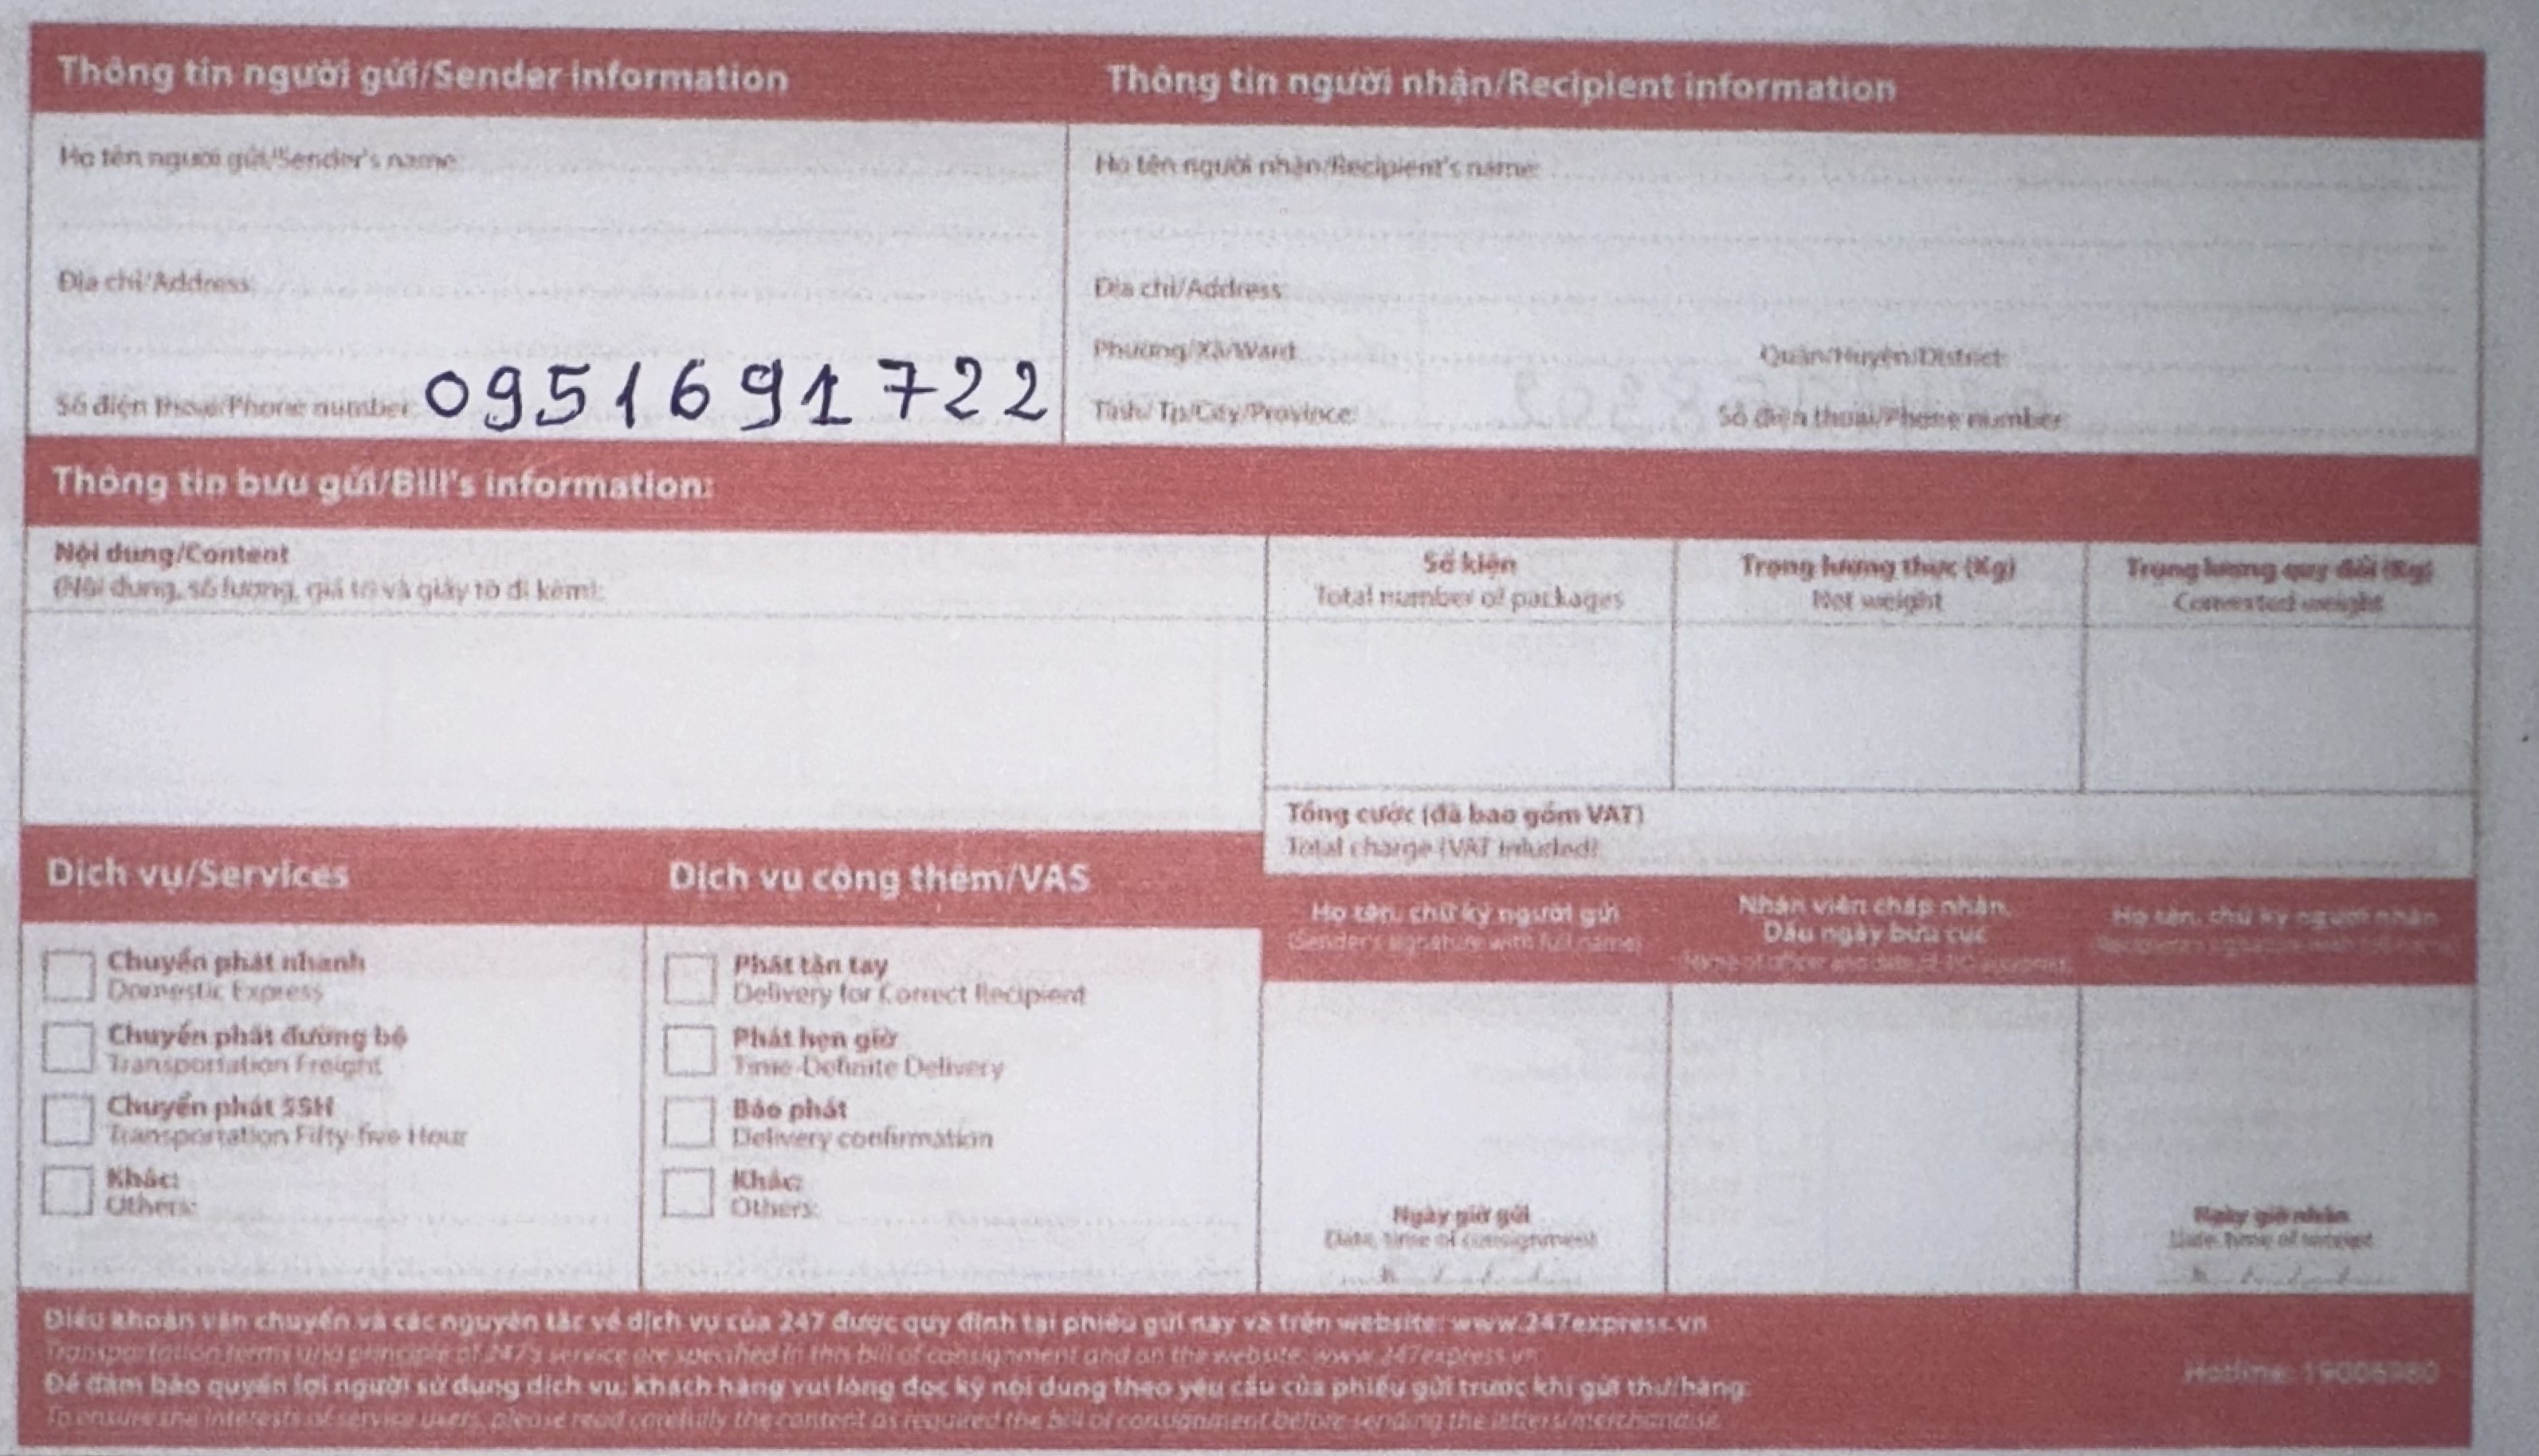 Thông tin người gửi/Sender information
Thông tin người nhận/Recipient information
Họ tên người gửi/Sender's name:
Họ tên người nhận/Recipient's name:
Địa chỉ/Address:
Địa chỉ/Address:
Phường/Xã/Ward:
Quận/Huyện/District:
Số điện thoại/Phone number: 0951691722
Tỉnh/Tp/City/Province:
Số điện thoại/Phone number:
Thông tin bưu gửi/Bill's information:
Nội dung/Content
(Nội dung, số lượng, giá trị và giấy tờ đi kèm):
Số kiện
Total number of packages
Trọng lượng thực (Kg)
Net weight
Trọng lượng quy đổi (Kg)
Converted weight
Tổng cước (đã bao gồm VAT)
Total charge (VAT inluded):
Dịch vụ/Services
Dịch vụ cộng thêm/VAS
Họ tên, chữ ký người gửi
(Sender's signature with full name)
Nhân viên chấp nhận,
Dấu ngày bưu cục
Họ tên, chữ ký người nhận
Chuyển phát nhanh
Domestic Express
Chuyển phát đường bộ
Transportation Freight
Chuyển phát 55H
Transportation Fifty-five Hour
Khác:
Others:
Phát tận tay
Delivery for Correct Recipient
Phát hẹn giờ
Time-Definite Delivery
Báo phát
Delivery confirmation
Khác:
Others:
Ngày giờ gửi
Date, time of consignment
Ngày giờ nhận
Date, time of receipt
Điều khoản vận chuyển và các nguyên tắc về dịch vụ của 247 được quy định tại phiếu gửi này và trên website: www.247express.vn
Transportation terms and principle of 247's service are specified in this bill of consignment and on the website: www.247express.vn
Để đảm bảo quyền lợi người sử dụng dịch vụ, khách hàng vui lòng đọc kỹ nội dung theo yêu cầu của phiếu gửi trước khi gửi thư/hàng.
To ensure the interests of service users, please read carefully the content as required the bill of consignment before sending the letters/merchandise.
Hotline: 19006980